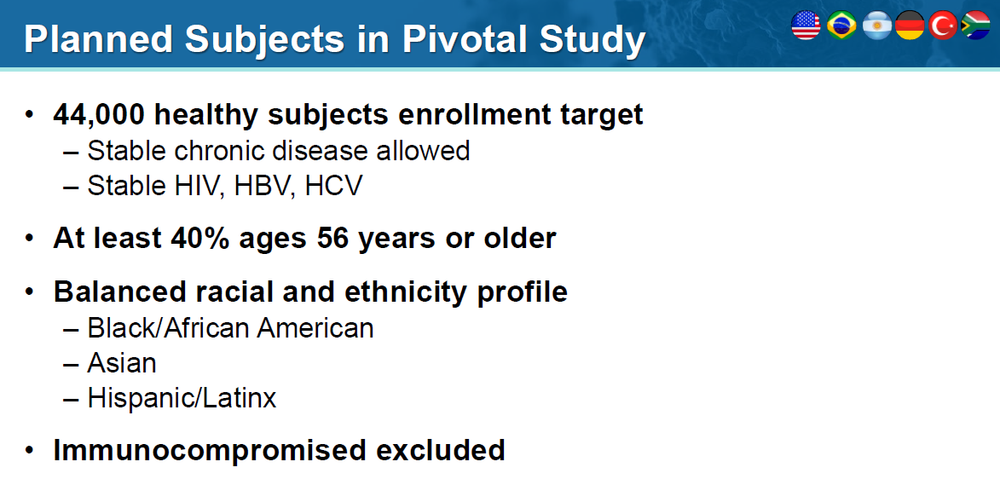 Planned Subjects in Pivotal Study
• 44,000 healthy subjects enrollment target
– Stable chronic disease allowed
– Stable HIV, HBV, HCV
• At least 40% ages 56 years or older
• Balanced racial and ethnicity profile
– Black/African American
– Asian
– Hispanic/Latinx
• Immunocompromised excluded